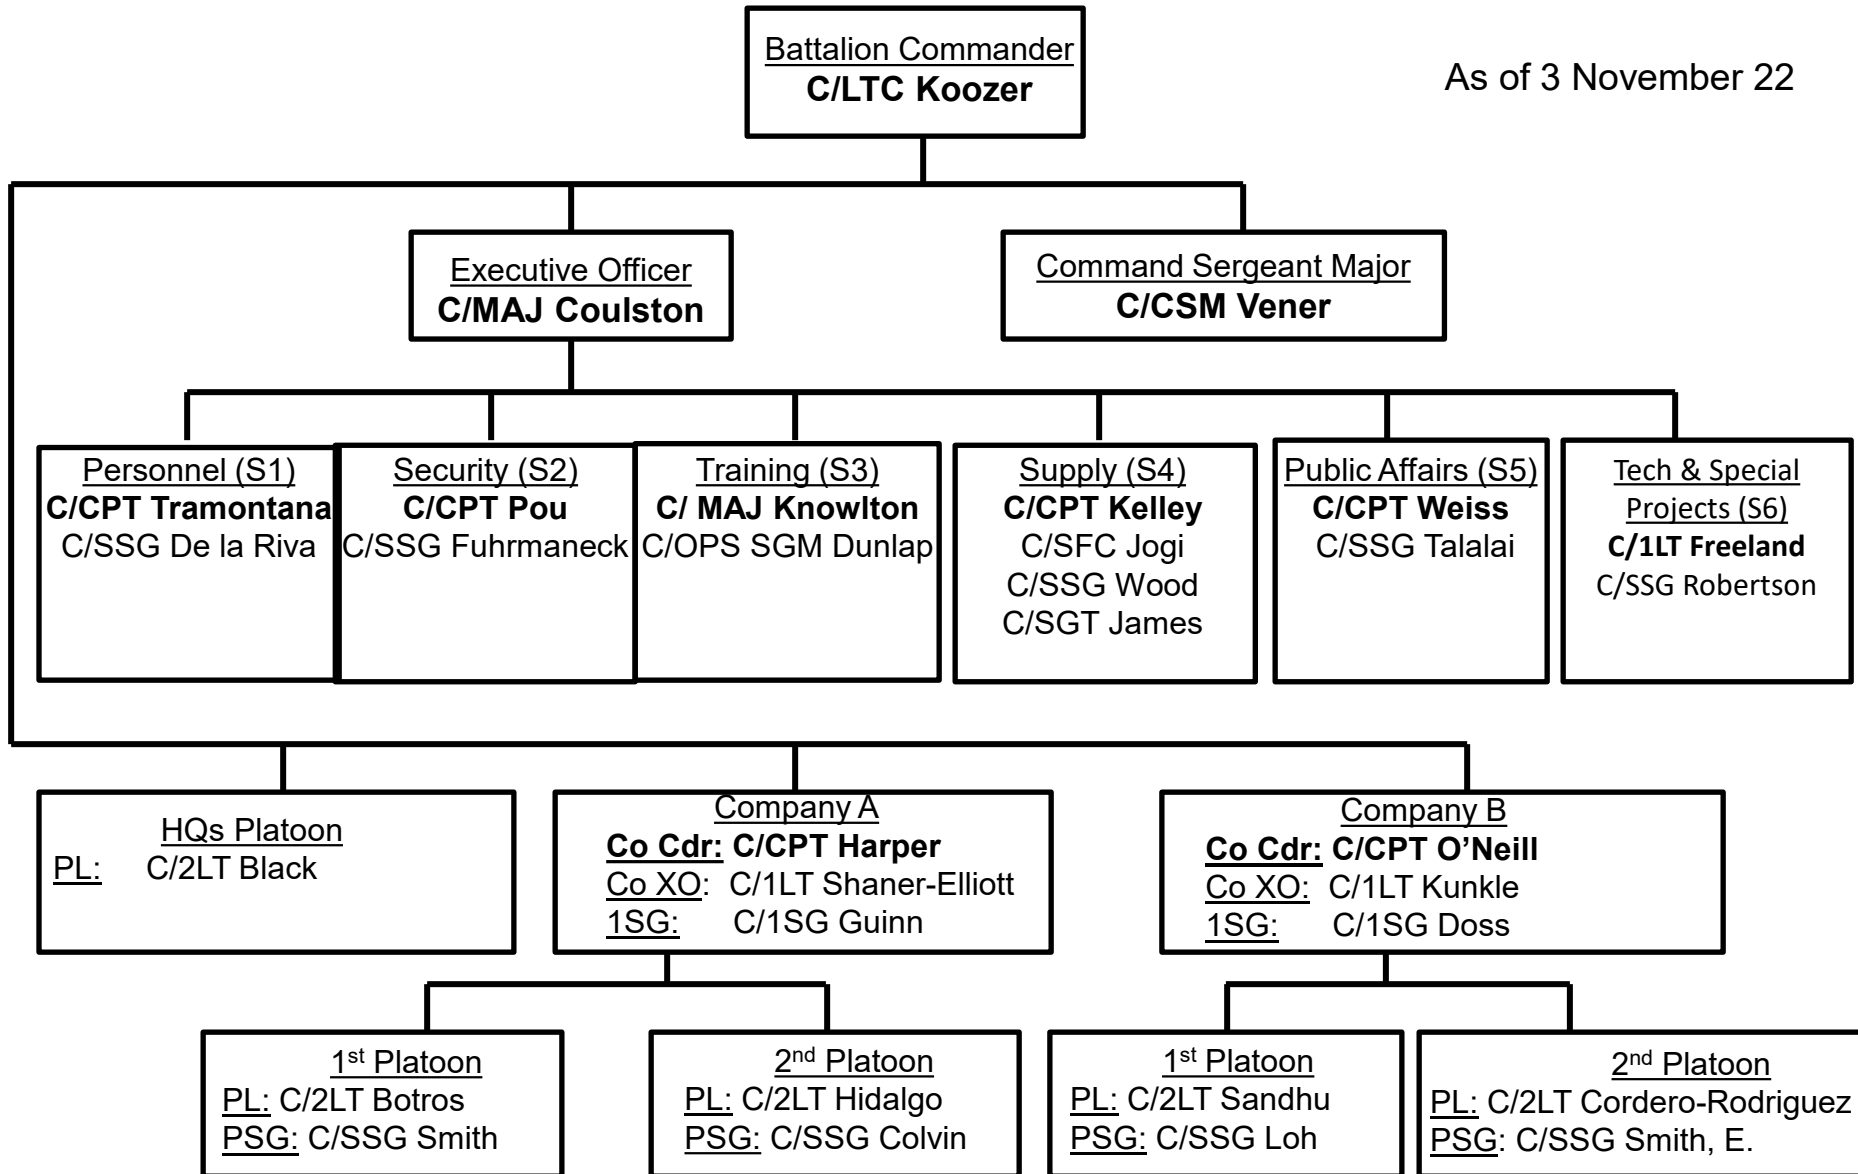 Battalion Commander
C/LTC Koozer
As of 3 November 22
Executive Officer
C/MAJ Coulston
Command Sergeant Major
C/CSM Vener
Personnel (S1)
C/CPT Tramontana
C/SSG De la Riva
Security (S2)
C/CPT Pou
C/SSG Fuhrmaneck
Training (S3)
C/ MAJ Knowlton
C/OPS SGM Dunlap
Supply (S4)
C/CPT Kelley
C/SFC Jogi
C/SSG Wood
C/SGT James
Public Affairs (S5)
C/CPT Weiss
C/SSG Talalai
Tech & Special
Projects (S6)
C/1LT Freeland
C/SSG Robertson
HQs Platoon
PL: C/2LT Black
Company A
Co Cdr: C/CPT Harper
Co XO: C/1LT Shaner-Elliott
1SG: C/1SG Guinn
Company B
Co Cdr: C/CPT O’Neill
Co XO: C/1LT Kunkle
1SG: C/1SG Doss
1st Platoon
PL: C/2LT Botros
PSG: C/SSG Smith
2nd Platoon
PL: C/2LT Hidalgo
PSG: C/SSG Colvin
1st Platoon
PL: C/2LT Sandhu
PSG: C/SSG Loh
2nd Platoon
PL: C/2LT Cordero-Rodriguez
PSG: C/SSG Smith, E.